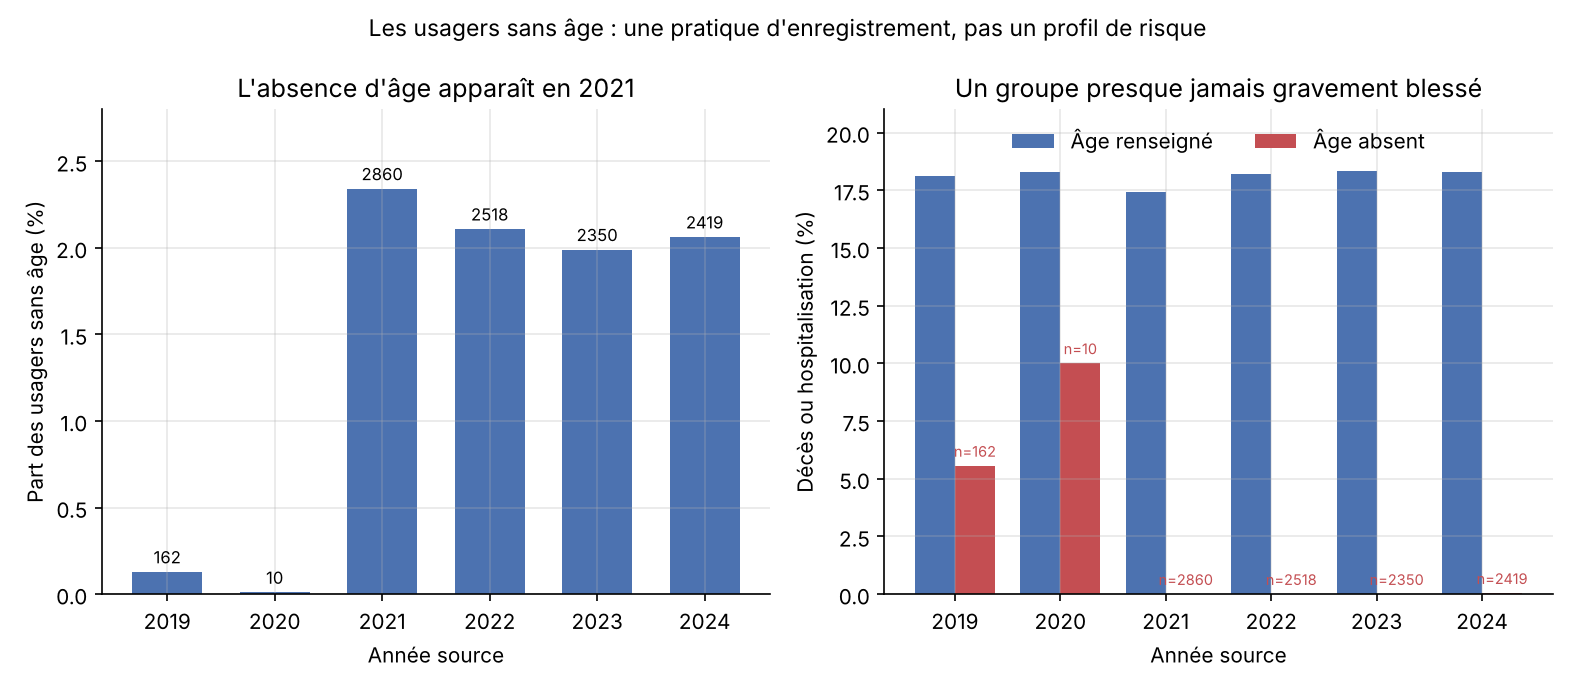 Les usagers sans âge : une pratique d'enregistrement, pas un profil de risque
L'absence d'âge apparaît en 2021
Part des usagers sans âge (%)
2.5
2.0
1.5
1.0
0.5
0.0
162
10
2860
2518
2350
2419
2019 2020 2021 2022 2023 2024
Année source
Un groupe presque jamais gravement blessé
Âge renseigné Âge absent
Décès ou hospitalisation (%)
20.0
17.5
15.0
12.5
10.0
7.5
5.0
2.5
0.0
n=162
n=10
n=2860
n=2518
n=2350
n=2419
2019 2020 2021 2022 2023 2024
Année source